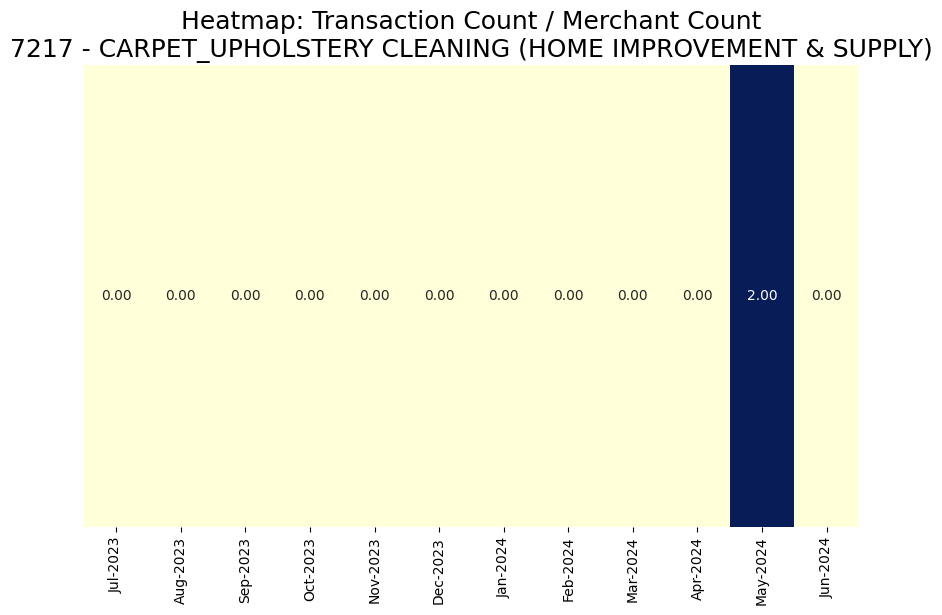 Heatmap: Transaction Count / Merchant Count
7217 - CARPET_UPHOLSTERY CLEANING (HOME IMPROVEMENT & SUPPLY)
0.00 0.00 0.00 0.00 0.00 0.00 0.00 0.00 0.00 0.00 2.00 0.00
Jul-2023 Aug-2023 Sep-2023 Oct-2023 Nov-2023 Dec-2023 Jan-2024 Feb-2024 Mar-2024 Apr-2024 May-2024 Jun-2024